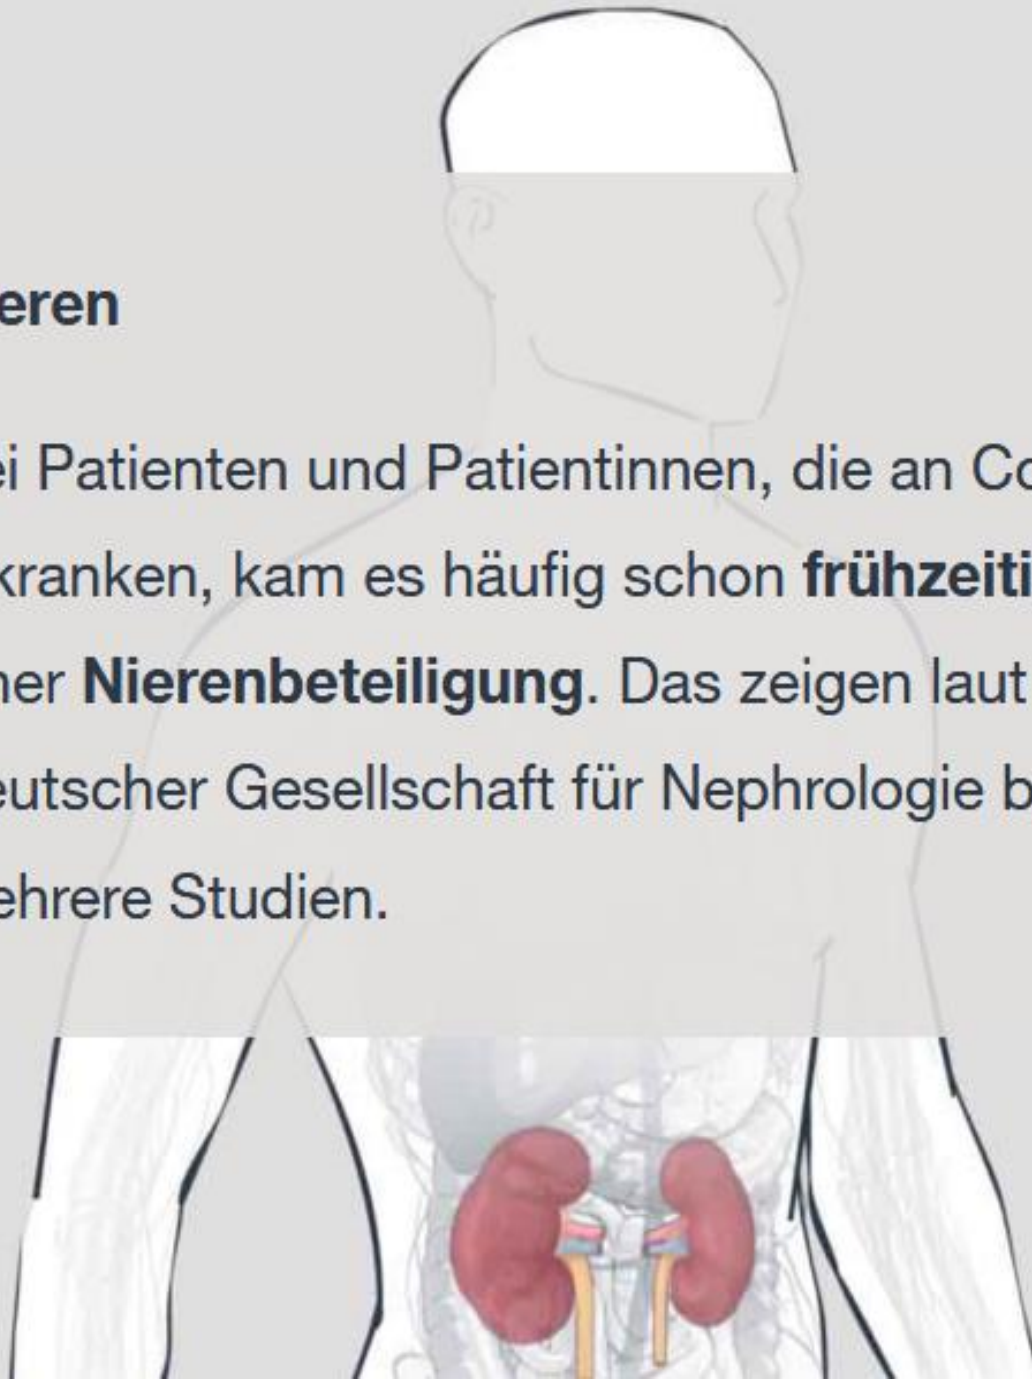 eren
ei Patienten und Patientinnen, die an Co
kranken, kam es häufig schon frühzeiti
ner Nierenbeteiligung. Das zeigen laut
eutscher Gesellschaft für Nephrologie b
ehrere Studien.